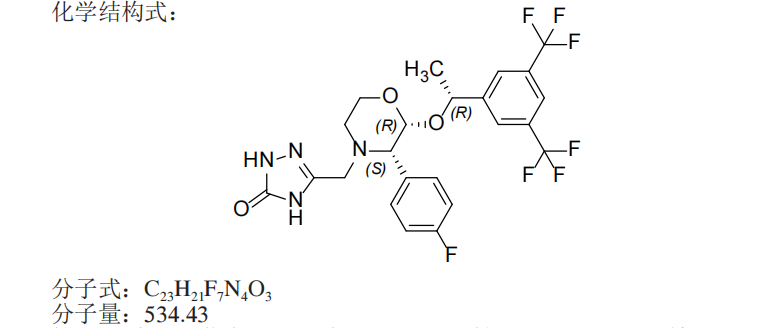 化学结构式：
F F
F
H₃C
O
(R) O (R)
N
(S)
F
F F
HN N
O N
H
F
分子式：C₂₃H₂₁F₇N₄O₃
分子量：534.43